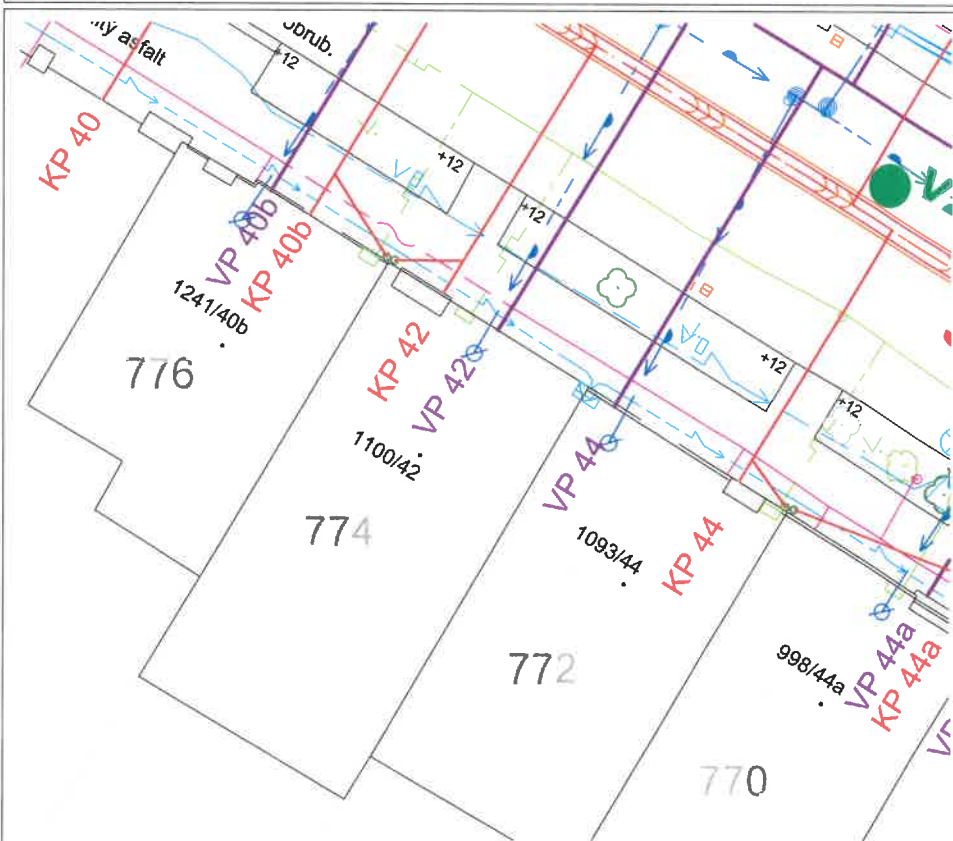 litý asfalt
obrub.
+12
KP 40
+12
+12
VP 40b
KP 40b
1241/40b
776
KP 42
VP 42
+12
+12
1100/42
774
VP 44
1093/44
KP 44
772
998/44a
VP 44a
KP 44a
770